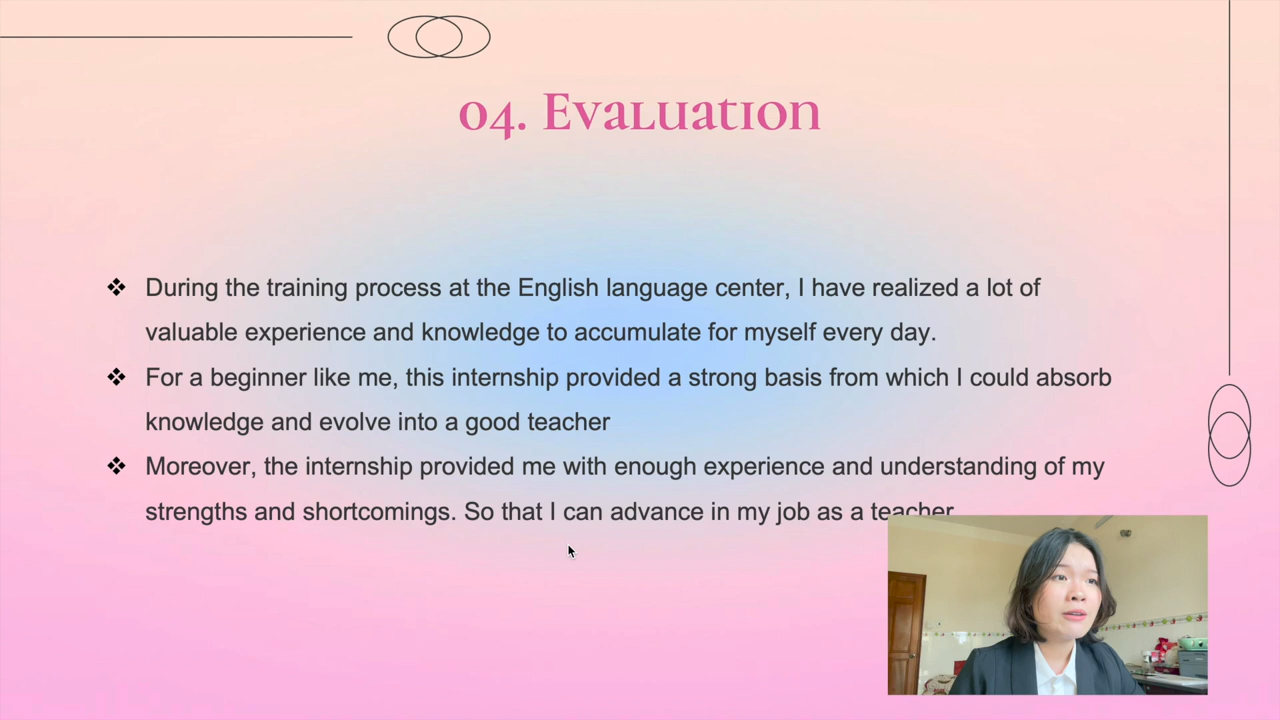 04. Evaluation
❖ During the training process at the English language center, I have realized a lot of
valuable experience and knowledge to accumulate for myself every day.
❖ For a beginner like me, this internship provided a strong basis from which I could absorb
knowledge and evolve into a good teacher
❖ Moreover, the internship provided me with enough experience and understanding of my
strengths and shortcomings. So that I can advance in my job as a teacher